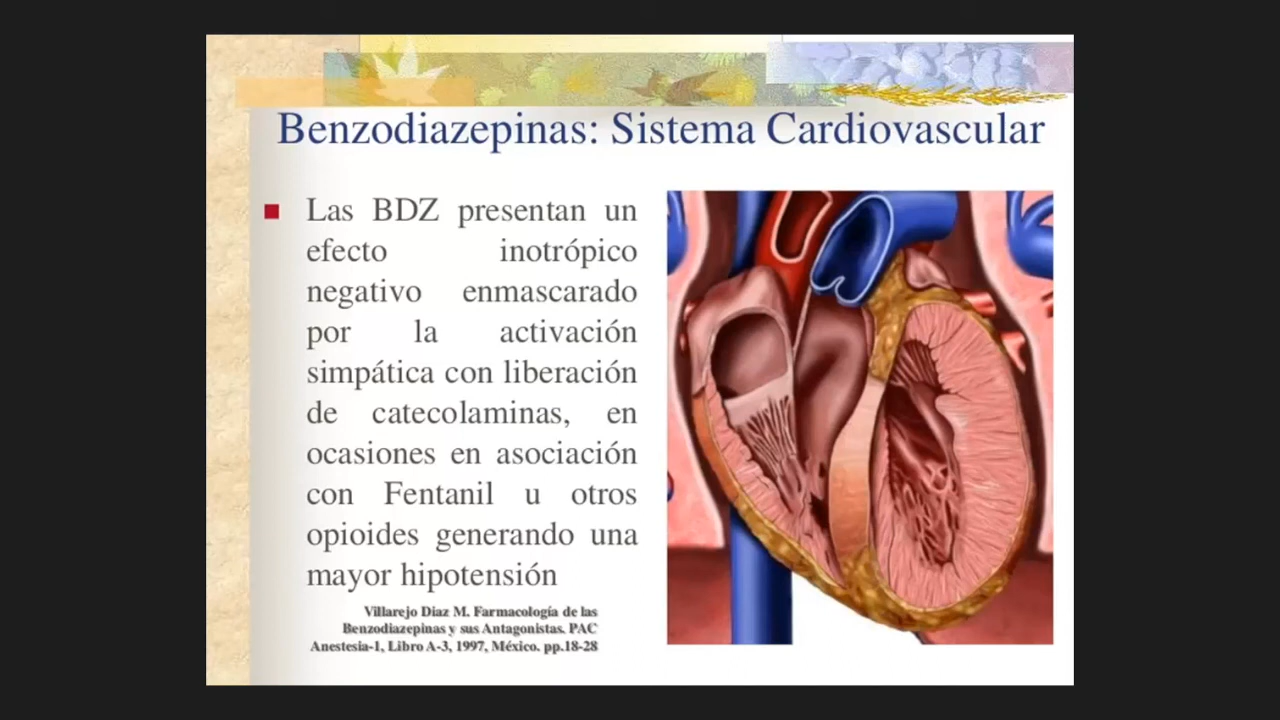 Benzodiazepinas: Sistema Cardiovascular
Las BDZ presentan un
efecto inotrópico
negativo enmascarado
por la activación
simpática con liberación
de catecolaminas, en
ocasiones en asociación
con Fentanil u otros
opioides generando una
mayor hipotensión
Villarejo Diaz M. Farmacología de las
Benzodiazepinas y sus Antagonistas. PAC
Anestesia-1, Libro A-3, 1997, México. pp.18-28